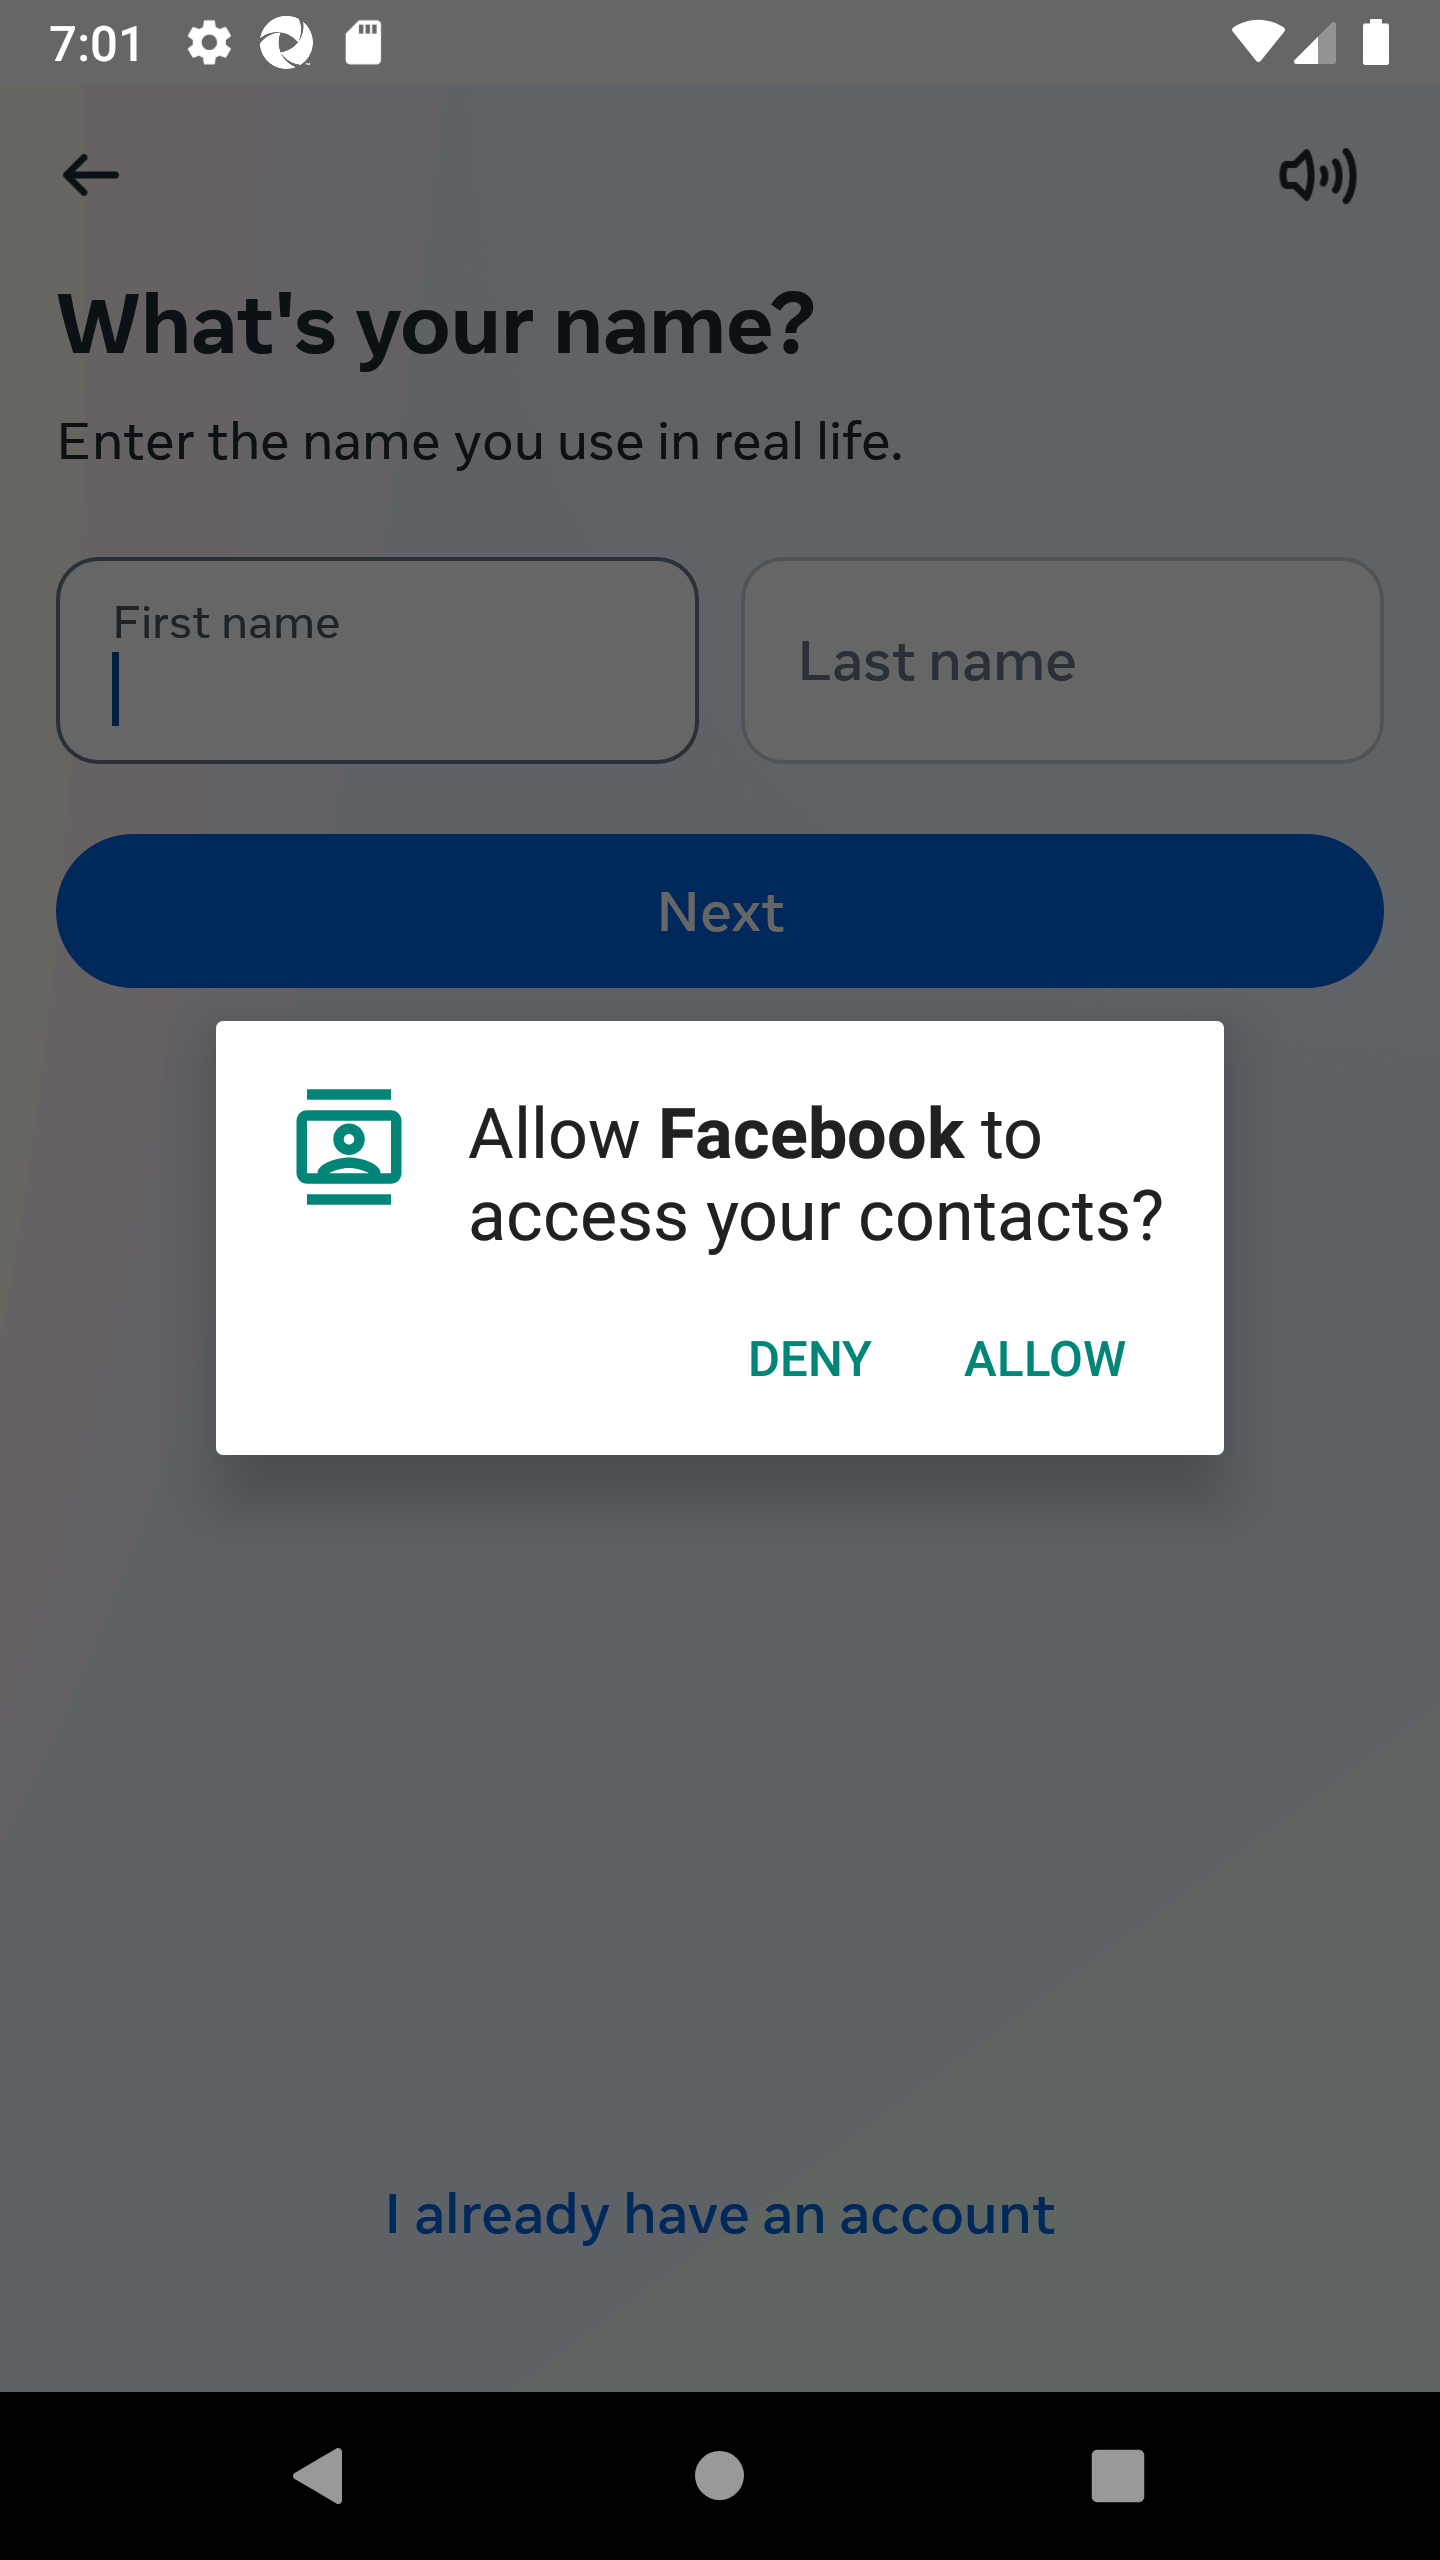 7:01
What's your name?
Enter the name you use in real life.
First name
Last name
Next
Allow Facebook to
access your contacts?
DENY ALLOW
I already have an account